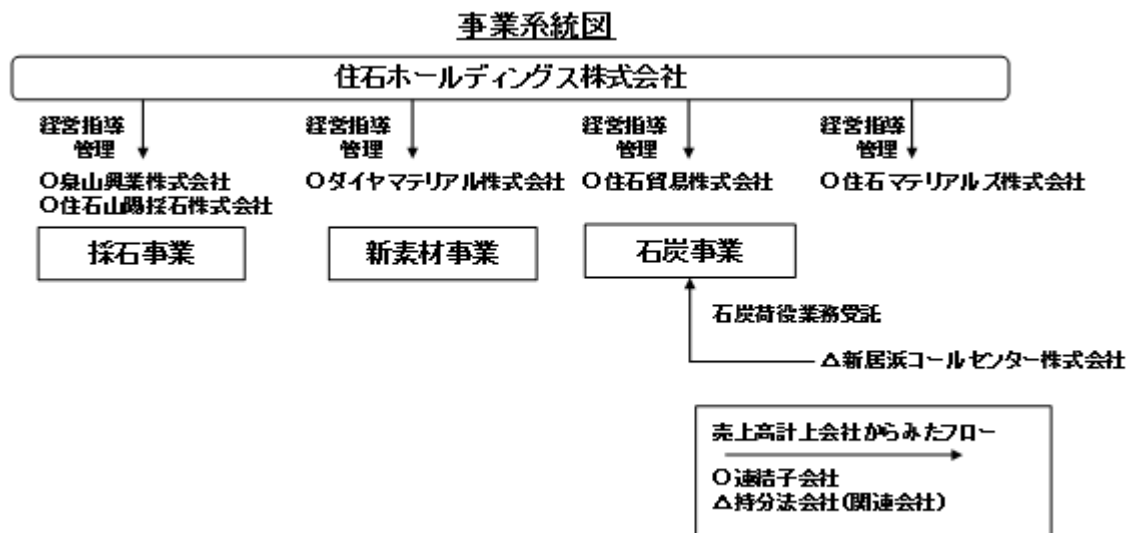 事業系統図
住石ホールディングス株式会社
経営指導
管理
経営指導
管理
経営指導
管理
経営指導
管理
○泉山興業株式会社
○住石山陽採石株式会社
○ダイヤマテリアル株式会社
○住石貿易株式会社
○住石マテリアルズ株式会社
採石事業
新素材事業
石炭事業
石炭荷役業務受託
△新居浜コールセンター株式会社
売上高計上会社からみたフロー
○連結子会社
△持分法会社(関連会社)